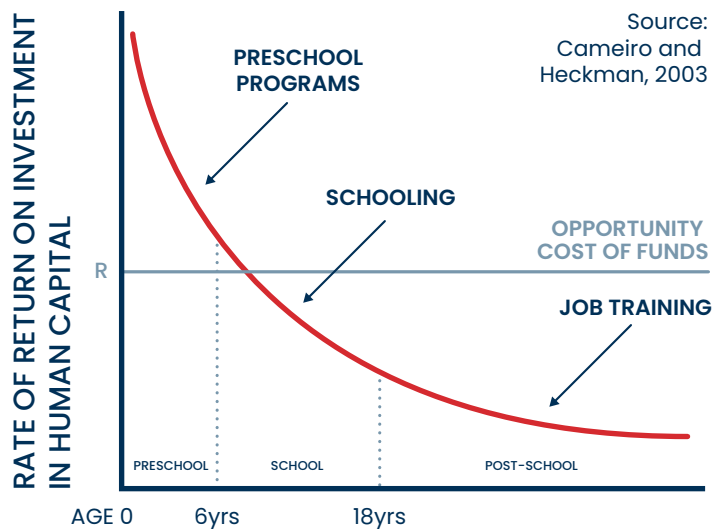 RATE OF RETURN ON INVESTMENT
IN HUMAN CAPITAL
Source:
Cameiro and
Heckman, 2003
PRESCHOOL
PROGRAMS
SCHOOLING
OPPORTUNITY
COST OF FUNDS
R
JOB TRAINING
PRESCHOOL
SCHOOL
POST-SCHOOL
AGE 0
6yrs
18yrs